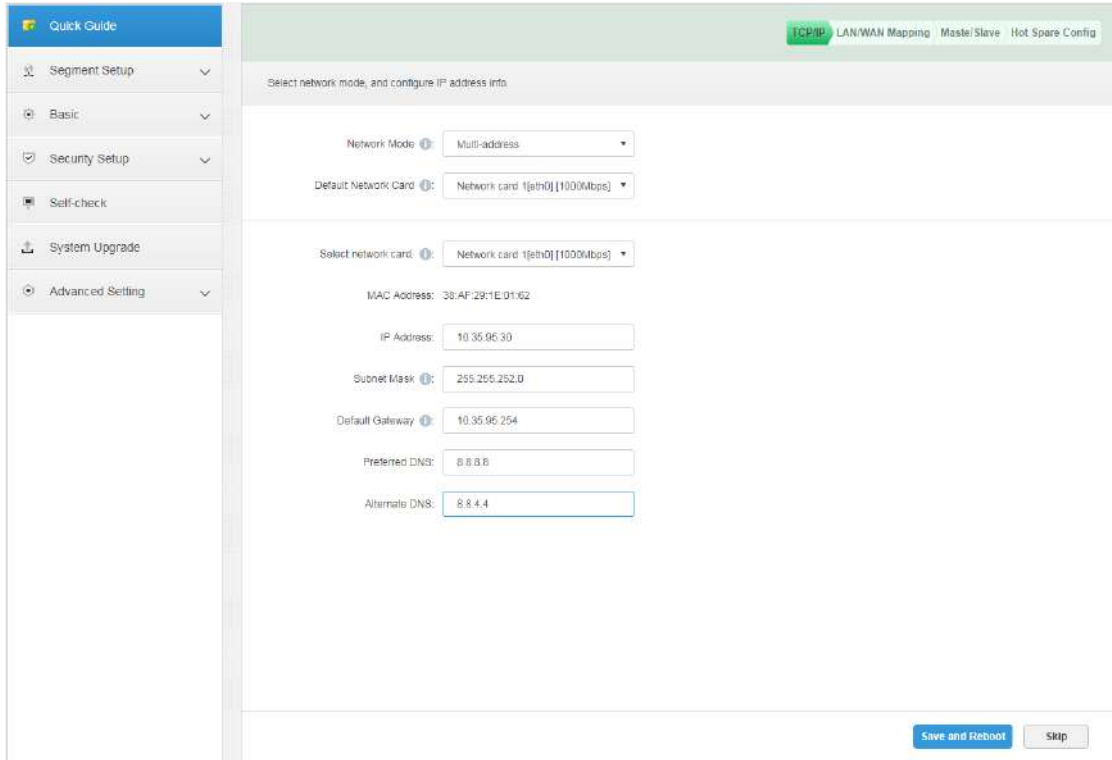 Quick Guide
Segment Setup
Basic
Security Setup
Self-check
System Upgrade
Advanced Setting
TCP/IP LAN/WAN Mapping Maste/Slave Hot Spare Config
Select network mode, and configure IP address info.
Network Mode : Multi-address
Default Network Card : Network card 1[eth0] [1000Mbps]
Select network card. : Network card 1[eth0] [1000Mbps]
MAC Address: 38:AF:29:1E:01:62
IP Address: 10.35.95.30
Subnet Mask : 255.255.252.0
Default Gateway : 10.35.95.254
Preferred DNS: 8.8.8.8
Alternate DNS: 8.8.4.4
Save and Reboot Skip